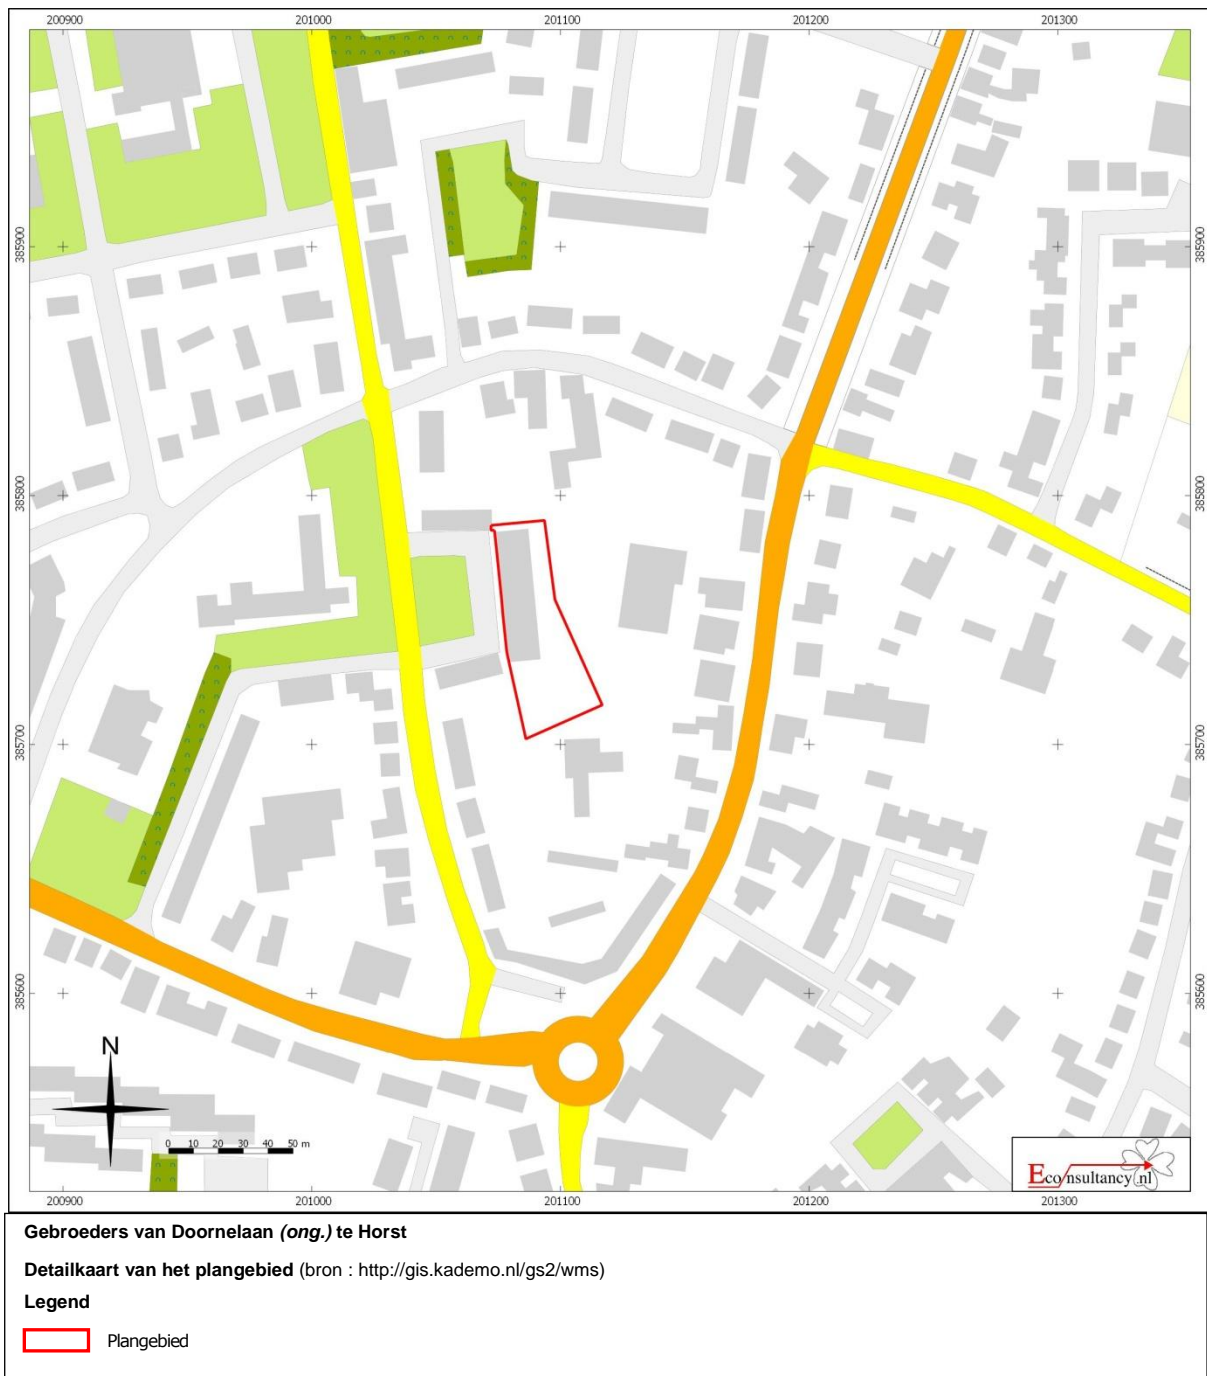 200900 201000 201100 201200 201300
385900 385900
385800 385800
385700 385700
385600 385600
N
0 10 20 30 40 50 m
Econsultancy.nl
200900 201000 201100 201200 201300
Gebroeders van Doornelaan (ong.) te Horst
Detailkaart van het plangebied (bron : http://gis.kademo.nl/gs2/wms)
Legend
Plangebied